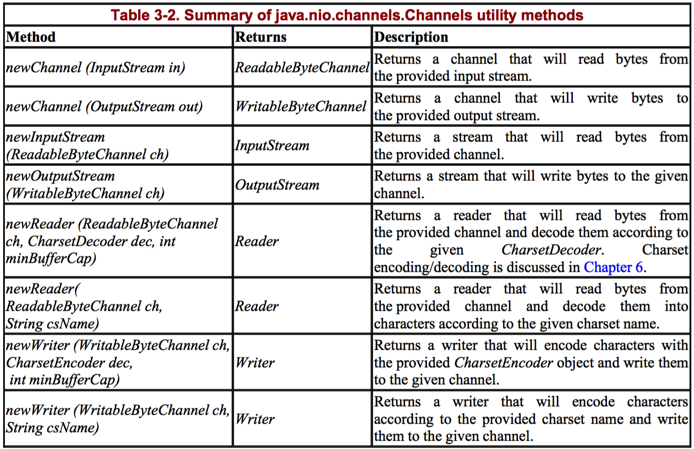 Table 3-2. Summary of java.nio.channels.Channels utility methods
Method Returns Description
newChannel (InputStream in) ReadableByteChannel Returns a channel that will read bytes from
the provided input stream.
newChannel (OutputStream out) WritableByteChannel Returns a channel that will write bytes to
the provided output stream.
newInputStream
(ReadableByteChannel ch)
InputStream
Returns a stream that will read bytes from
the provided channel.
newOutputStream
(WritableByteChannel ch)
OutputStream
Returns a stream that will write bytes to the given
channel.
newReader (ReadableByteChannel
ch, CharsetDecoder dec, int
minBufferCap)
Reader
Returns a reader that will read bytes from
the provided channel and decode them according to
the given CharsetDecoder. Charset
encoding/decoding is discussed in Chapter 6.
newReader(
ReadableByteChannel ch,
String csName)
Reader
Returns a reader that will read bytes from
the provided channel and decode them into
characters according to the given charset name.
newWriter (WritableByteChannel ch,
CharsetEncoder dec,
int minBufferCap)
Writer
Returns a writer that will encode characters with
the provided CharsetEncoder object and write them
to the given channel.
newWriter (WritableByteChannel ch,
String csName)
Writer
Returns a writer that will encode characters
according to the provided charset name and write
them to the given channel.